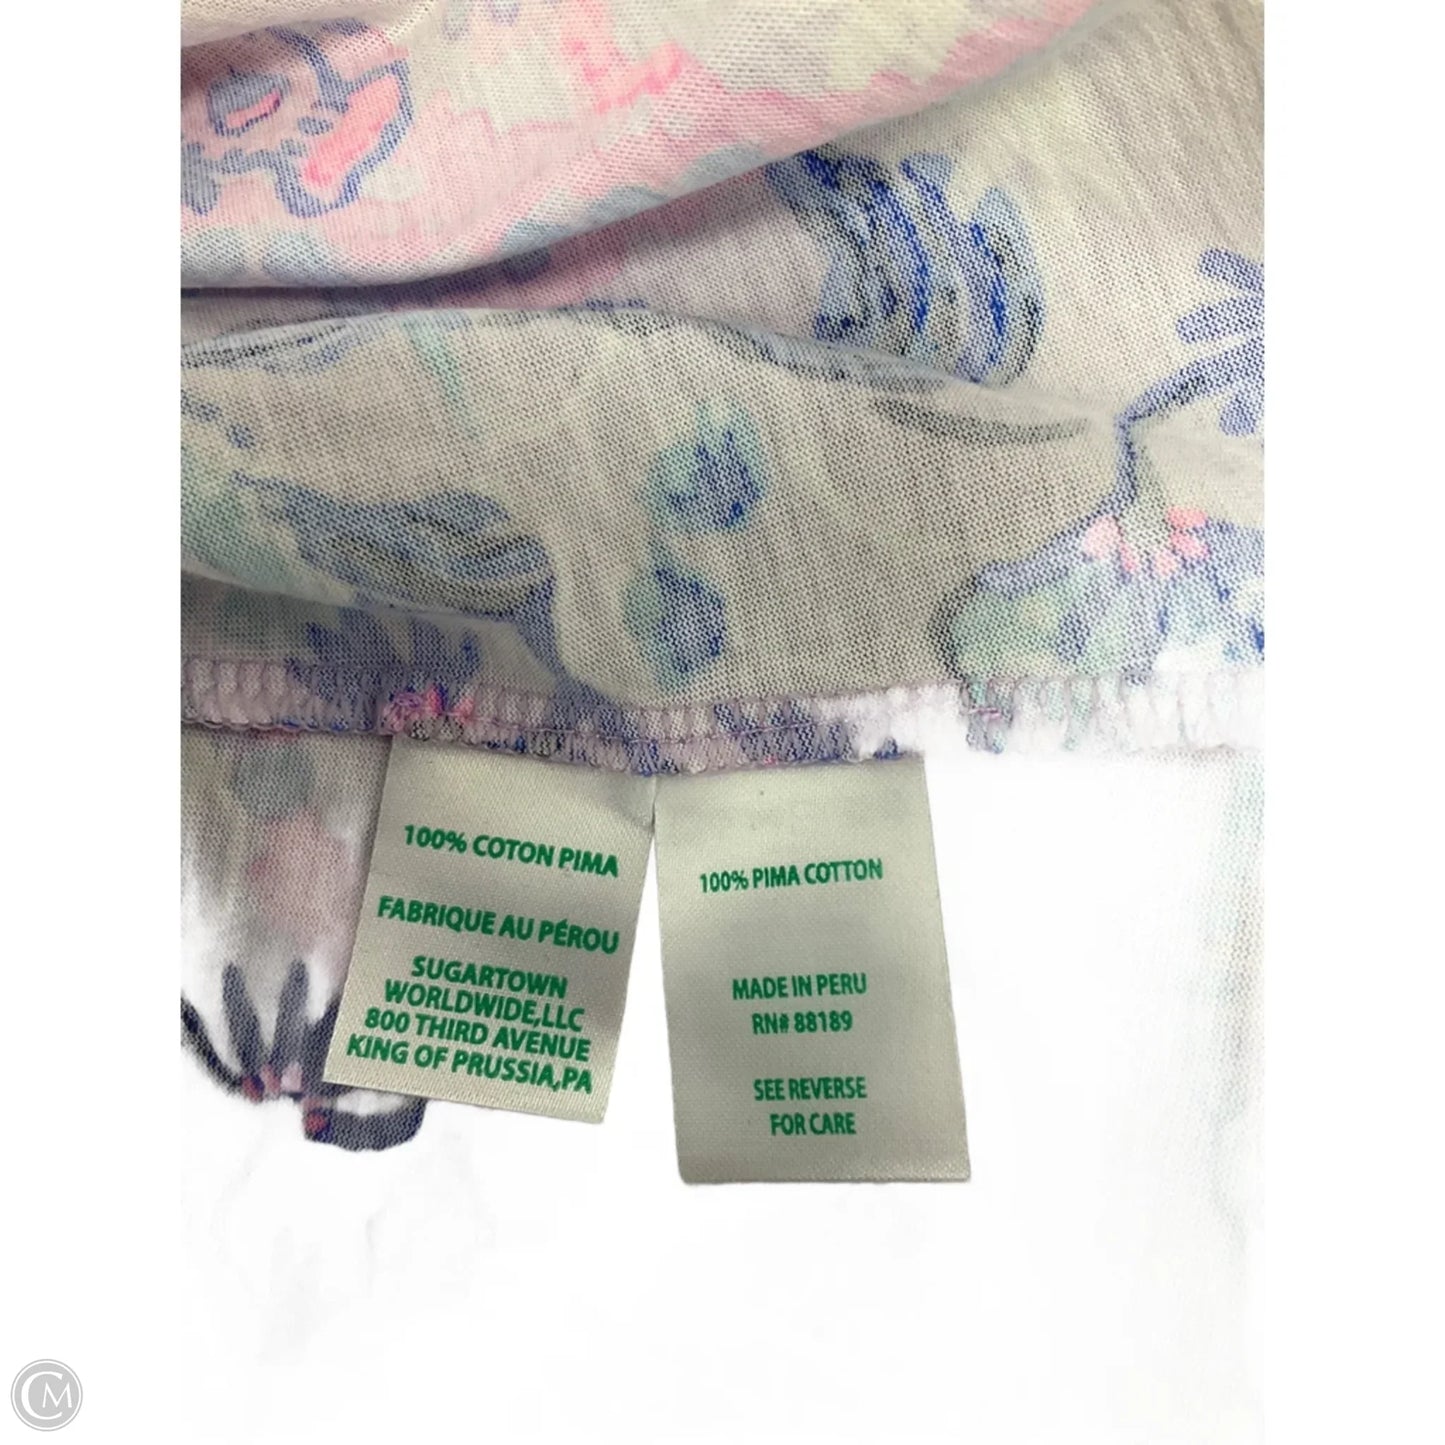 100% COTON PIMA
FABRIQUE AU PÉROU
SUGARTOWN
WORLDWIDE,LLC
800 THIRD AVENUE
KING OF PRUSSIA,PA
100% PIMA COTTON
MADE IN PERU
RN# 88189
SEE REVERSE
FOR CARE
CM